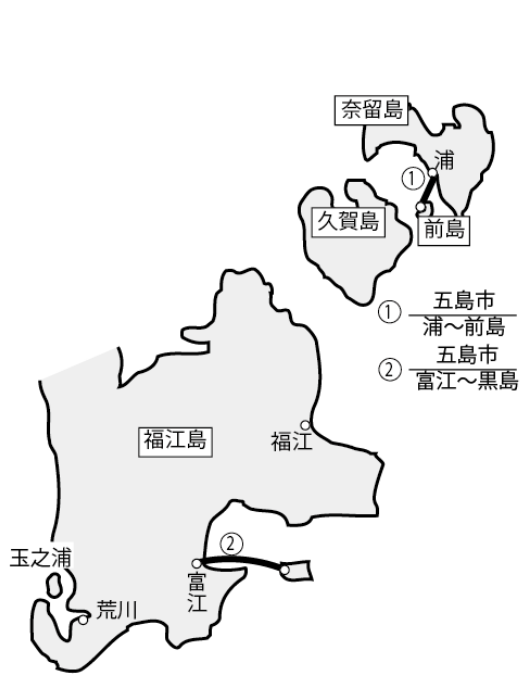 奈留島
浦
①
久賀島
前島
① 五島市
浦～前島
② 五島市
富江～黒島
福江島
福江
②
玉之浦
富江
荒川